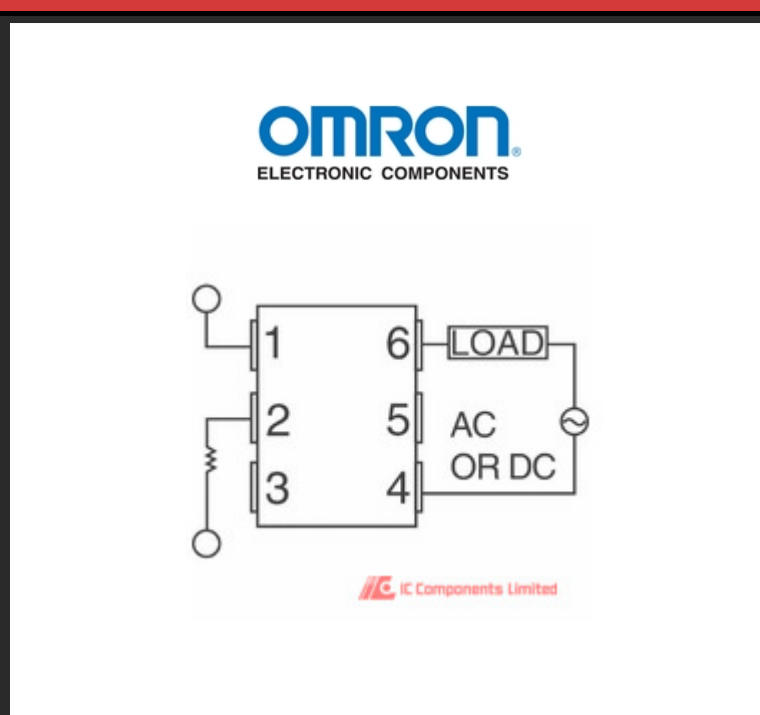 OMRON®
ELECTRONIC COMPONENTS
1
6
LOAD
2
5
AC
OR DC
3
4
IC Components Limited